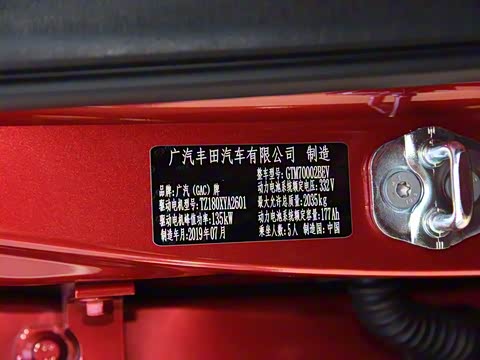 广汽丰田汽车有限公司 制造
整车型号: GTM70002BEV
品牌: 广汽 (GAC) 牌
动力电池系统额定电压: 332V
驱动电机型号: TZ180XYA2601
最大允许总质量: 2035kg
驱动电机峰值功率: 135kW
动力电池系统额定容量: 177Ah
制造年月: 2019年07月
乘坐人数: 5人 制造国: 中国